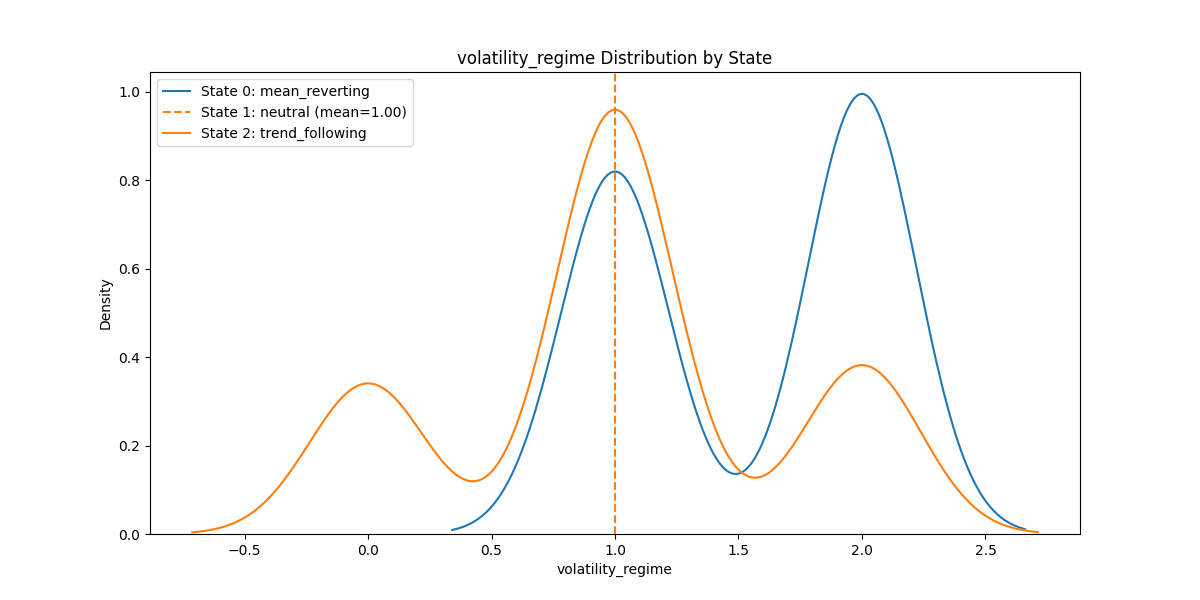 volatility_regime Distribution by State
State 0: mean_reverting
State 1: neutral (mean=1.00)
State 2: trend_following
Density
1.0
0.8
0.6
0.4
0.2
0.0
−0.5 0.0 0.5 1.0 1.5 2.0 2.5
volatility_regime